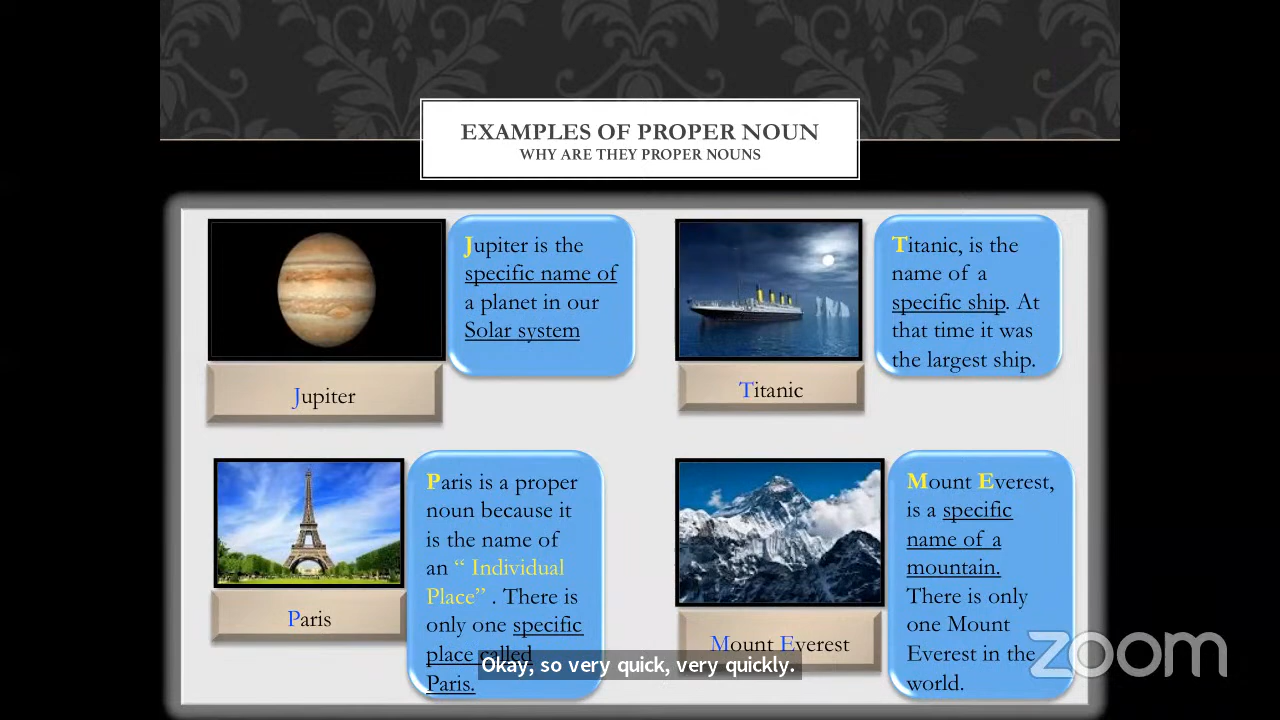 EXAMPLES OF PROPER NOUN
WHY ARE THEY PROPER NOUNS
Jupiter is the
specific name of
a planet in our
Solar system
Jupiter
Titanic, is the
name of a
specific ship. At
that time it was
the largest ship.
Titanic
Paris is a proper
noun because it
is the name of
an “ Individual
Place” . There is
only one specific
place called
Paris.
Paris
Mount Everest,
is a specific
name of a
mountain.
There is only
one Mount
Everest in the
world.
Mount Everest
Okay, so very quick, very quickly.
zoom